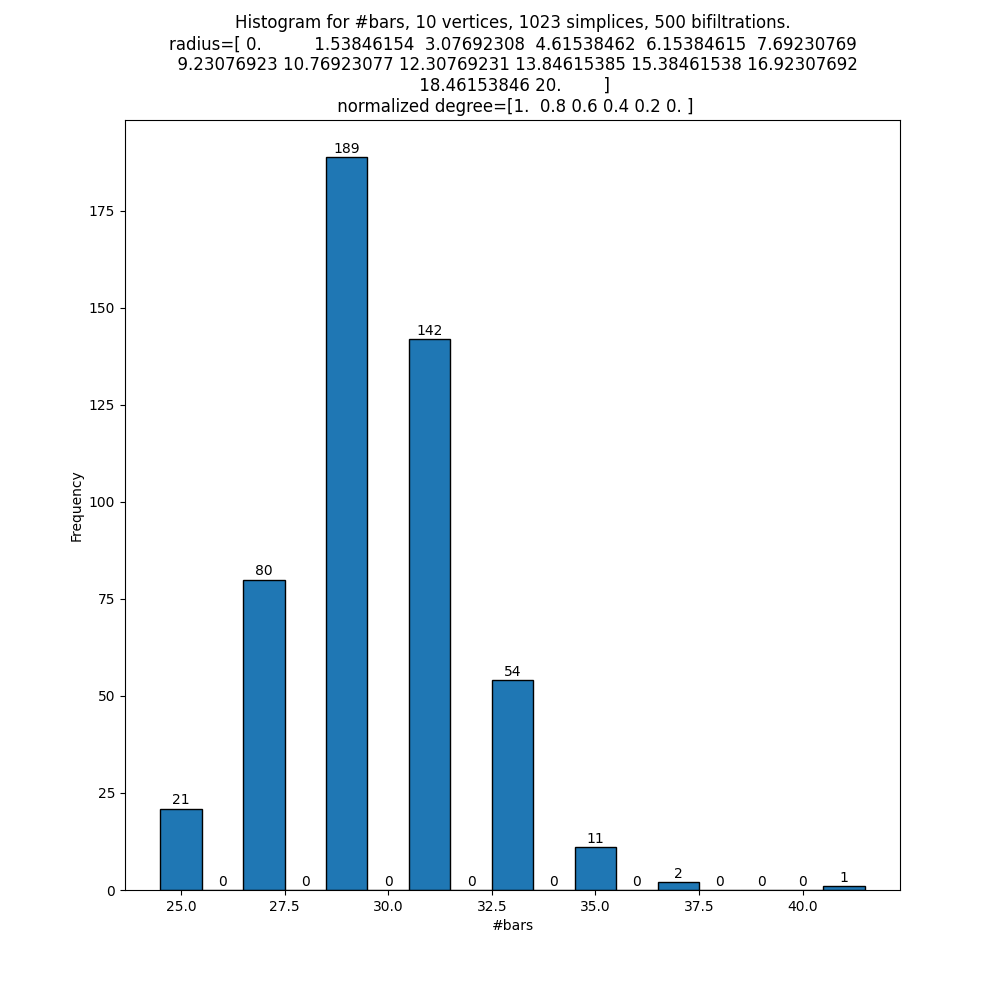 Histogram for #bars, 10 vertices, 1023 simplices, 500 bifiltrations.
radius=[ 0.          1.53846154  3.07692308  4.61538462  6.15384615  7.69230769
9.23076923 10.76923077 12.30769231 13.84615385 15.38461538 16.92307692
18.46153846 20.        ]
normalized degree=[1.  0.8 0.6 0.4 0.2 0. ]
189
175
150
142
125
Frequency
100
80
75
54
50
25
21
11
2
1
0
0 0 0 0 0 0 0 0 0
25.0 27.5 30.0 32.5 35.0 37.5 40.0
#bars